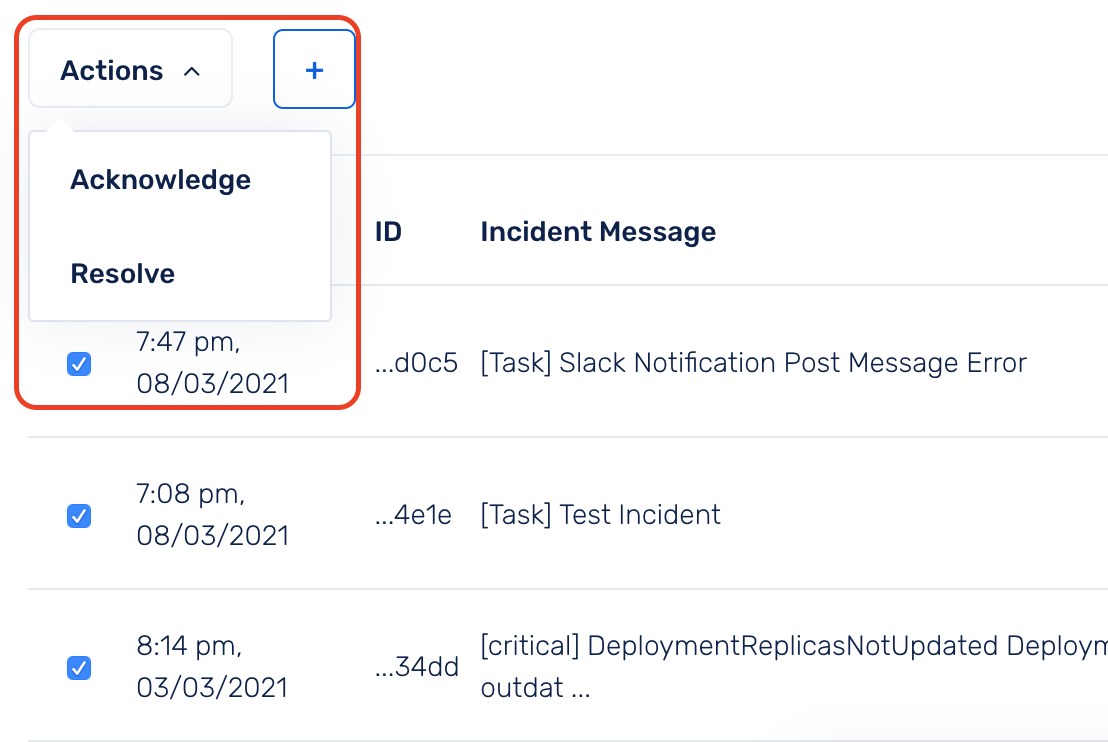 Actions
+
Acknowledge
Resolve
ID Incident Message
7:47 pm,
08/03/2021
...d0c5 [Task] Slack Notification Post Message Error
7:08 pm,
08/03/2021
...4e1e [Task] Test Incident
8:14 pm,
03/03/2021
...34dd
[critical] DeploymentReplicasNotUpdated Deploym
outdat ...